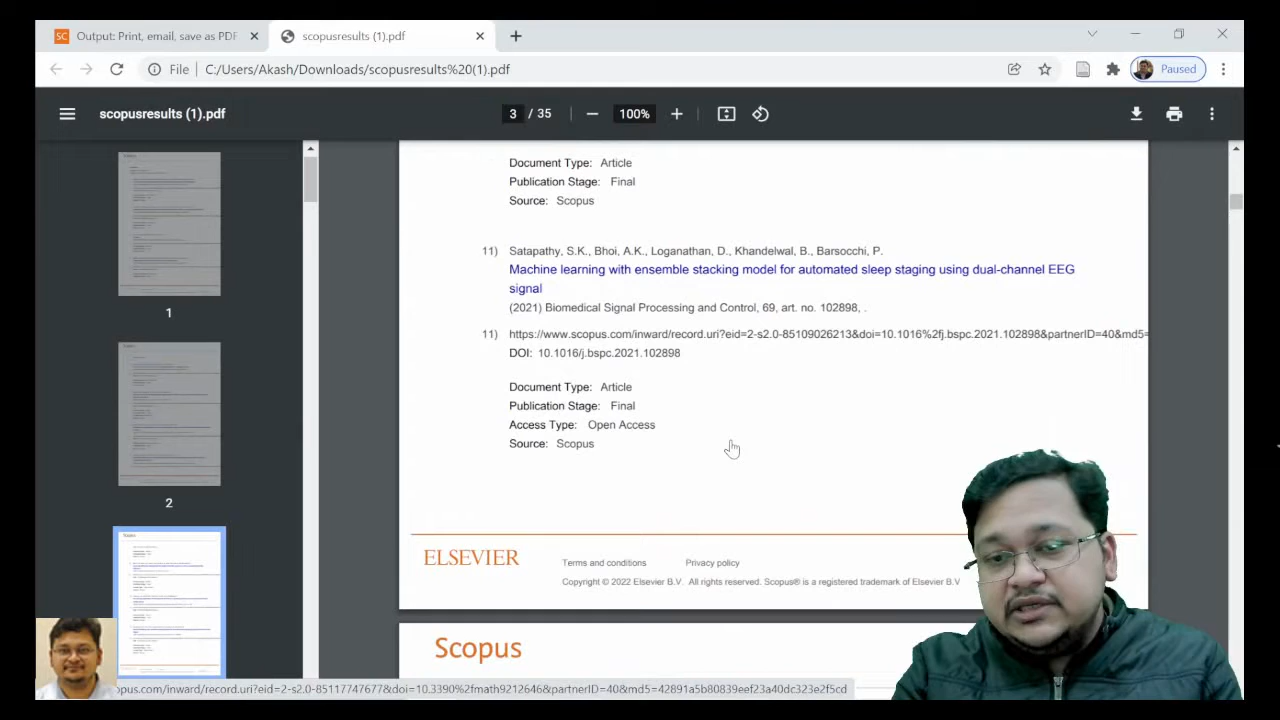 SC Output: Print, email, save as PDF
scopusresults (1).pdf
File | C:/Users/Akash/Downloads/scopusresults%20(1).pdf
Paused
scopusresults (1).pdf
3 / 35
100%
1
2
Document Type: Article
Publication Stage: Final
Source: Scopus
11) Satapathy, S.K., Bhoi, A.K., Loganathan, D., Khandelwal, B., Barsocchi, P.
Machine learning with ensemble stacking model for automated sleep staging using dual-channel EEG
signal
(2021) Biomedical Signal Processing and Control, 69, art. no. 102898, .
11) https://www.scopus.com/inward/record.uri?eid=2-s2.0-85109026213&doi=10.1016%2fj.bspc.2021.102898&partnerID=40&md5=
DOI: 10.1016/j.bspc.2021.102898
Document Type: Article
Publication Stage: Final
Access Type: Open Access
Source: Scopus
ELSEVIER
erms and conditions
Privacy policy
opyright © 2022 Elsevier B.V. All rights reserved. Scopus® is a registered trademark of Elsevier B.V
Scopus
opus.com/inward/record.uri?eid=2-s2.0-85117747677&doi=10.3390%2fmath9212646&partnerID=40&md5=42891a5b80839eef23a40dc323e2f5cd